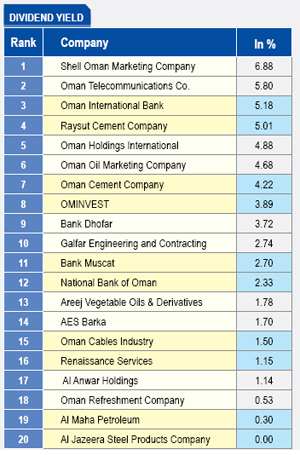 DIVIDEND YIELD
Rank Company In %
1 Shell Oman Marketing Company 6.88
2 Oman Telecommunications Co. 5.80
3 Oman International Bank 5.18
4 Raysut Cement Company 5.01
5 Oman Holdings International 4.88
6 Oman Oil Marketing Company 4.68
7 Oman Cement Company 4.22
8 OMINVEST 3.89
9 Bank Dhofar 3.72
10 Galfar Engineering and Contracting 2.74
11 Bank Muscat 2.70
12 National Bank of Oman 2.33
13 Areej Vegetable Oils & Derivatives 1.78
14 AES Barka 1.70
15 Oman Cables Industry 1.50
16 Renaissance Services 1.15
17 Al Anwar Holdings 1.14
18 Oman Refreshment Company 0.53
19 Al Maha Petroleum 0.30
20 Al Jazeera Steel Products Company 0.00